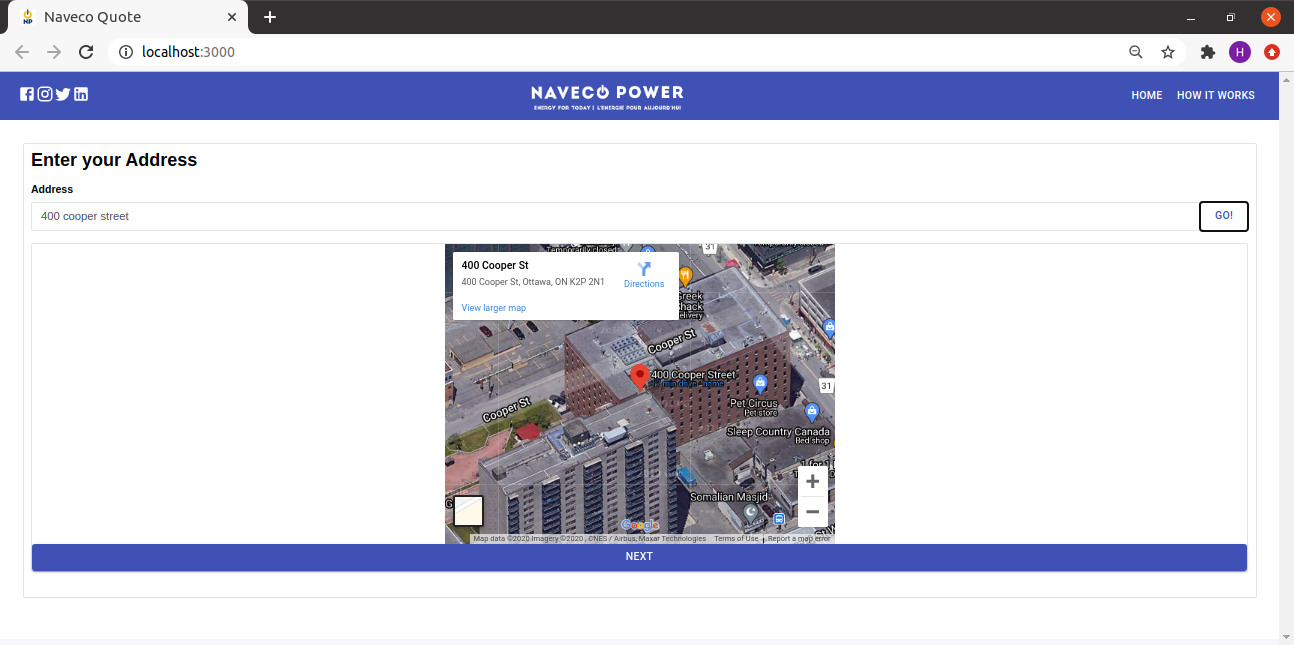 Naveco Quote
localhost:3000
H
NAVECO POWER
ENERGY FOR TODAY | L'ENERGIE POUR AUJOURD'HUI
HOME
HOW IT WORKS
Enter your Address
Address
400 cooper street
GO!
400 Cooper St
400 Cooper St, Ottawa, ON K2P 2N1
Directions
View larger map
Temporarily closed
31
Greek
Shack
Delivery
Cooper St
400 Cooper Street
31
Cooper St
Pet Circus
Pet store
Sleep Country Canada
Bed shop
Somalian Masjid
Google
Map data ©2020 Imagery ©2020 , CNES / Airbus, Maxar Technologies
Terms of Use
Report a map error
NEXT